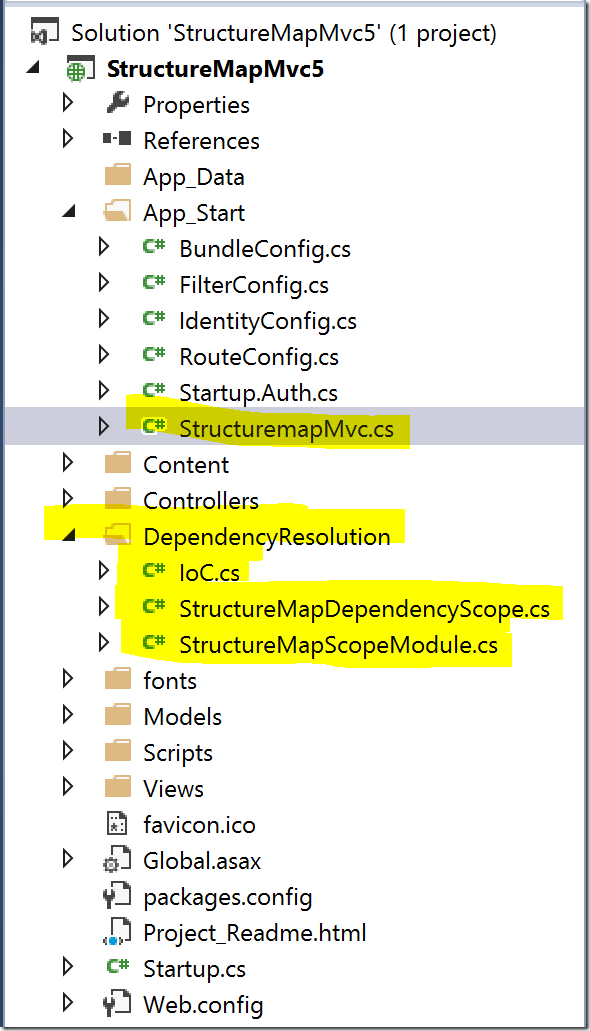 Solution 'StructureMapMvc5' (1 project)
StructureMapMvc5
Properties
References
App_Data
App_Start
C# BundleConfig.cs
C# FilterConfig.cs
C# IdentityConfig.cs
C# RouteConfig.cs
C# Startup.Auth.cs
C# StructuremapMvc.cs
Content
Controllers
DependencyResolution
C# IoC.cs
C# StructureMapDependencyScope.cs
C# StructureMapScopeModule.cs
fonts
Models
Scripts
Views
favicon.ico
Global.asax
packages.config
Project_Readme.html
C# Startup.cs
Web.config